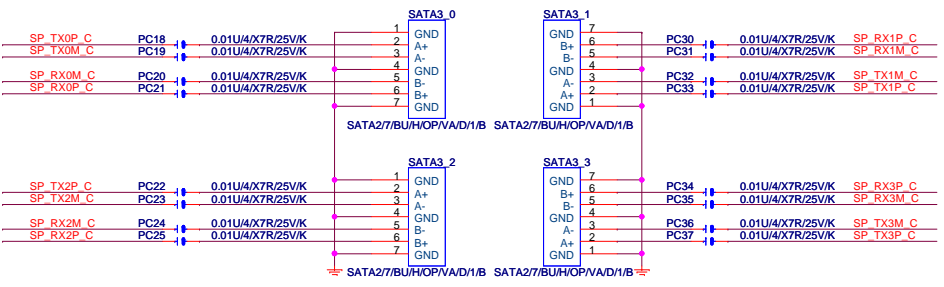 SATA3_0 SATA3_1
SP_TX0P_C PC18 0.01U/4/X7R/25V/K 1 GND
SP_TX0M_C PC19 0.01U/4/X7R/25V/K 2 A+
3 A-
4 GND
SP_RX0M_C PC20 0.01U/4/X7R/25V/K 5 B-
SP_RX0P_C PC21 0.01U/4/X7R/25V/K 6 B+
7 GND
GND 7
B+ 6 PC30 0.01U/4/X7R/25V/K SP_RX1P_C
B- 5 PC31 0.01U/4/X7R/25V/K SP_RX1M_C
GND 4
A- 3 PC32 0.01U/4/X7R/25V/K SP_TX1M_C
A+ 2 PC33 0.01U/4/X7R/25V/K SP_TX1P_C
GND 1
SATA2/7/BU/H/OP/VA/D/1/B SATA2/7/BU/H/OP/VA/D/1/B
SATA3_2 SATA3_3
1 GND
SP_TX2P_C PC22 0.01U/4/X7R/25V/K 2 A+
SP_TX2M_C PC23 0.01U/4/X7R/25V/K 3 A-
4 GND
SP_RX2M_C PC24 0.01U/4/X7R/25V/K 5 B-
SP_RX2P_C PC25 0.01U/4/X7R/25V/K 6 B+
7 GND
GND 7
B+ 6 PC34 0.01U/4/X7R/25V/K SP_RX3P_C
B- 5 PC35 0.01U/4/X7R/25V/K SP_RX3M_C
GND 4
A- 3 PC36 0.01U/4/X7R/25V/K SP_TX3M_C
A+ 2 PC37 0.01U/4/X7R/25V/K SP_TX3P_C
GND 1
SATA2/7/BU/H/OP/VA/D/1/B SATA2/7/BU/H/OP/VA/D/1/B